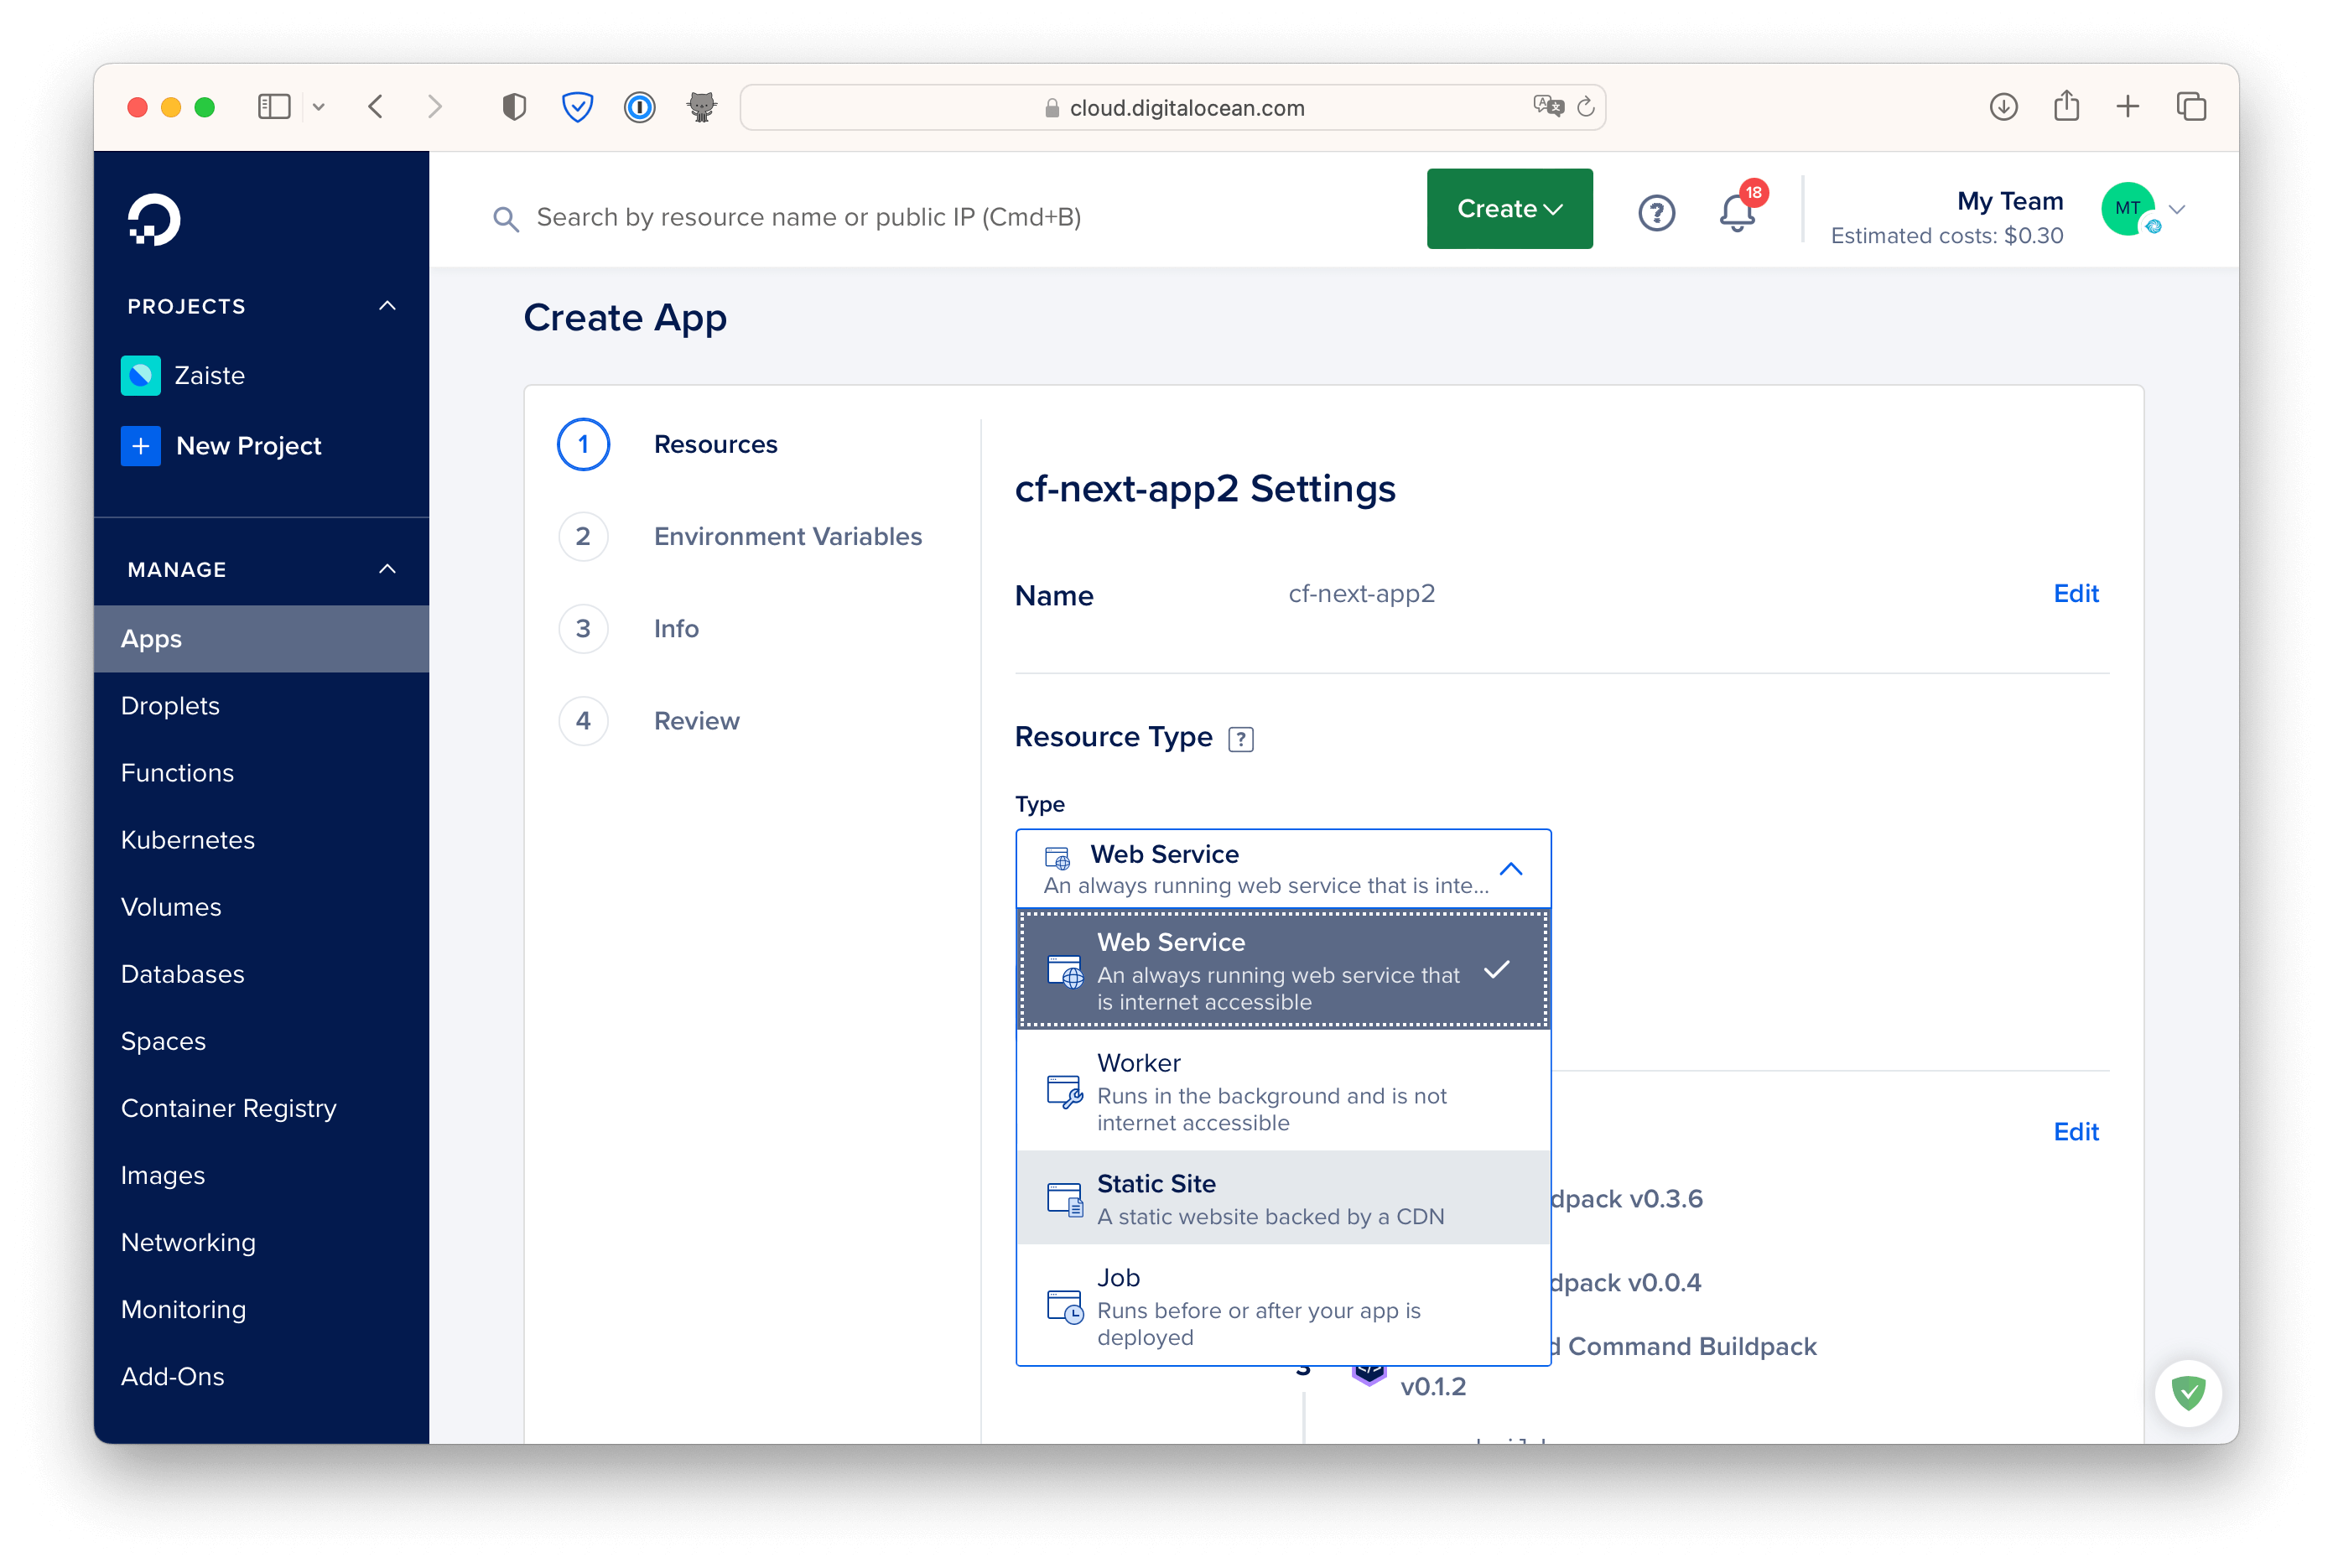 cloud.digitalocean.com
Search by resource name or public IP (Cmd+B)
Create
18
My Team
Estimated costs: $0.30
MT
PROJECTS
Zaiste
New Project
MANAGE
Apps
Droplets
Functions
Kubernetes
Volumes
Databases
Spaces
Container Registry
Images
Networking
Monitoring
Add-Ons
Create App
1 Resources
2 Environment Variables
3 Info
4 Review
cf-next-app2 Settings
Name cf-next-app2 Edit
Resource Type ?
Type
Web Service
An always running web service that is inte...
Web Service
An always running web service that
is internet accessible
Worker
Runs in the background and is not
internet accessible
Static Site
A static website backed by a CDN
Job
Runs before or after your app is
deployed
Edit
dpack v0.3.6
dpack v0.0.4
d Command Buildpack
v0.1.2